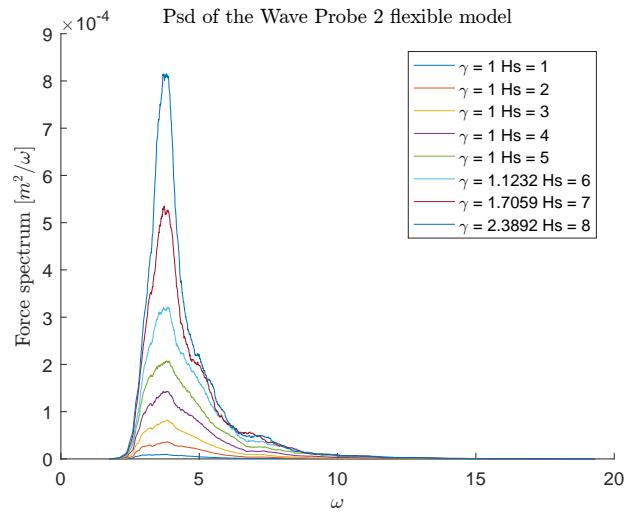 Psd of the Wave Probe 2 flexible model
×10⁻⁴
9
8
7
6
5
4
3
2
1
0
Force spectrum [m²/ω]
γ = 1 Hs = 1
γ = 1 Hs = 2
γ = 1 Hs = 3
γ = 1 Hs = 4
γ = 1 Hs = 5
γ = 1.1232 Hs = 6
γ = 1.7059 Hs = 7
γ = 2.3892 Hs = 8
0 5 10 15 20
ω